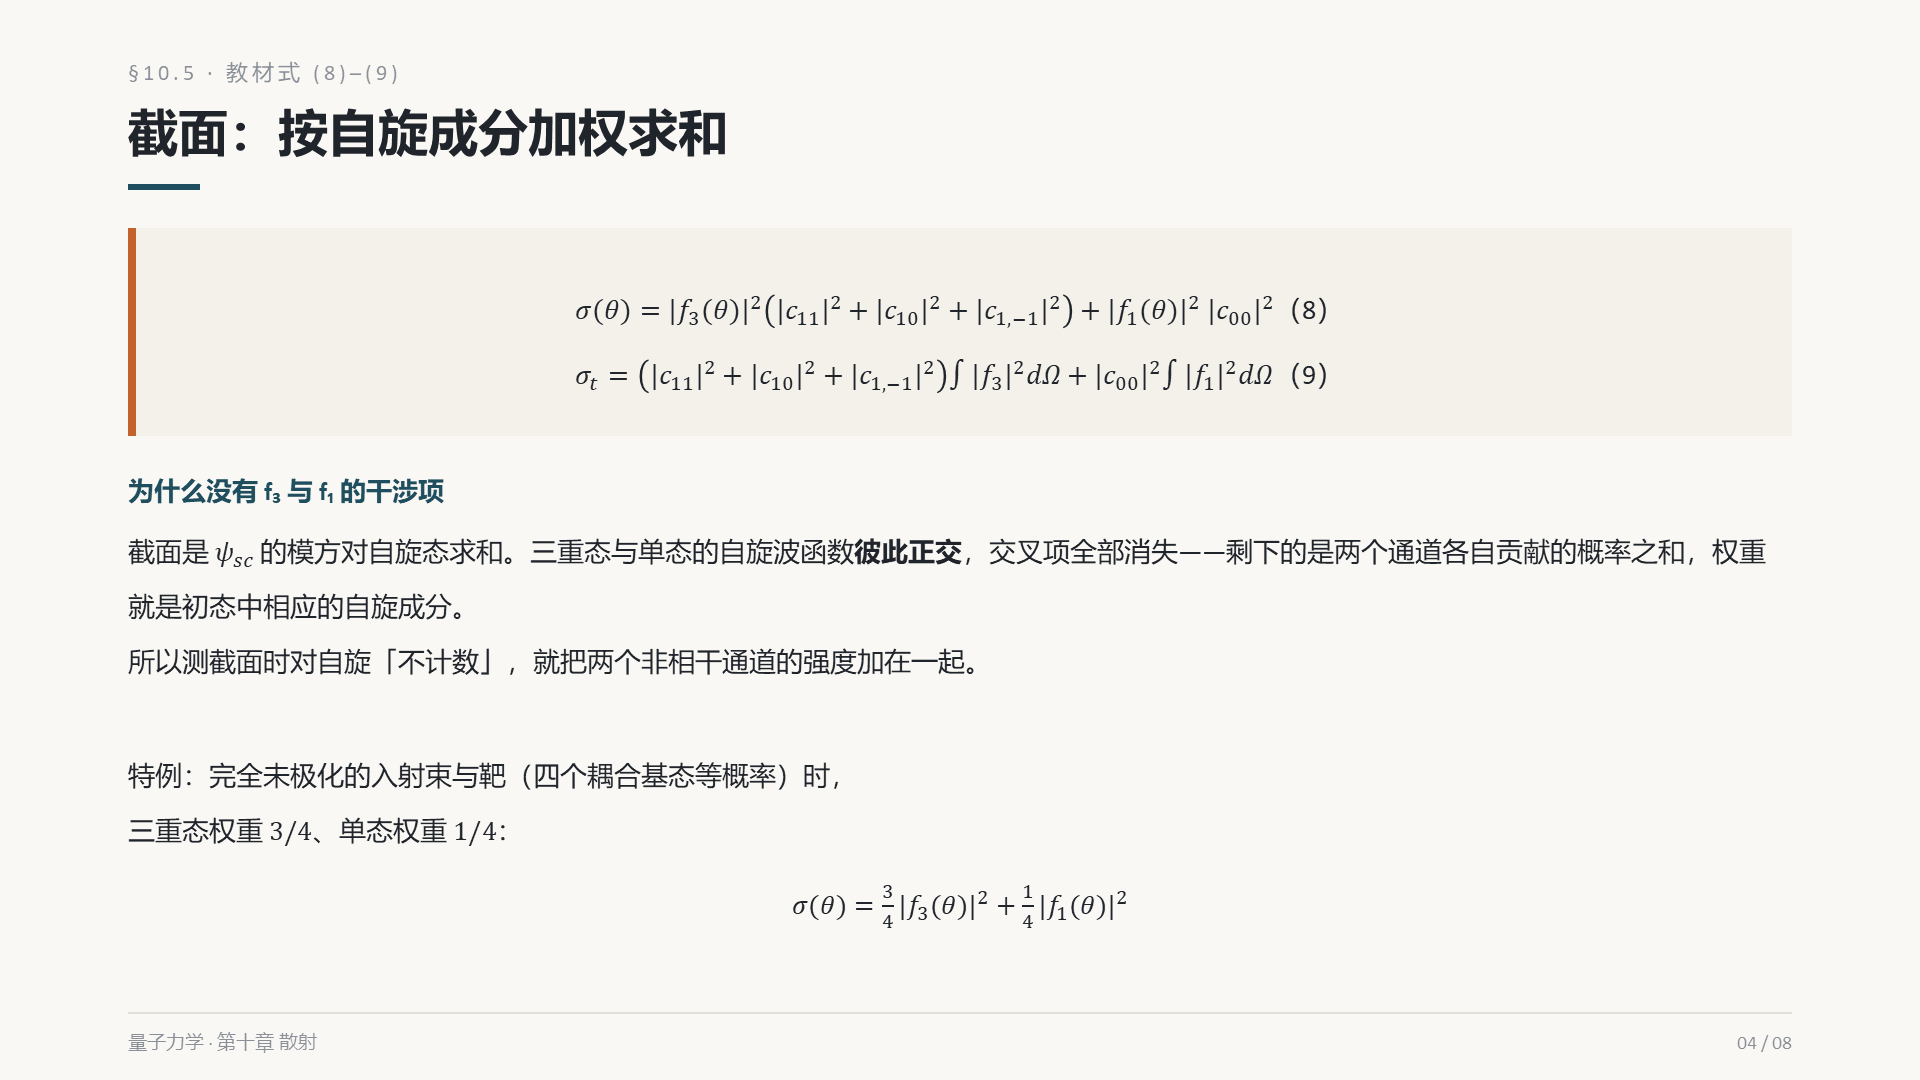 §10.5 · 教材式 (8)–(9)
截面：按自旋成分加权求和
σ(θ) = |f₃(θ)|²(|c₁₁|² + |c₁₀|² + |c₁,₋₁|²) + |f₁(θ)|² |c₀₀|² (8)
σₜ = (|c₁₁|² + |c₁₀|² + |c₁,₋₁|²)∫ |f₃|²dΩ + |c₀₀|²∫ |f₁|²dΩ (9)
为什么没有 f₃ 与 f₁ 的干涉项
截面是 ψ_sc 的模方对自旋态求和。三重态与单态的自旋波函数彼此正交，交叉项全部消失——剩下的是两个通道各自贡献的概率之和，权重
就是初态中相应的自旋成分。
所以测截面时对自旋「不计数」，就把两个非相干通道的强度加在一起。
特例：完全未极化的入射束与靶（四个耦合基态等概率）时，
三重态权重 3/4、单态权重 1/4：
σ(θ) = 3/4 |f₃(θ)|² + 1/4 |f₁(θ)|²
量子力学 · 第十章 散射
04 / 08